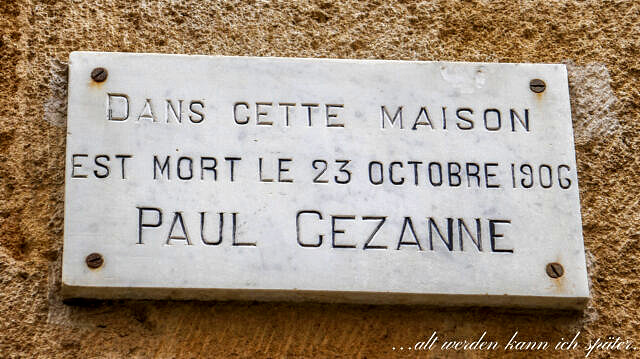 DANS CETTE MAISON
EST MORT LE 23 OCTOBRE 1906
PAUL CEZANNE
...alt werden kann ich später.